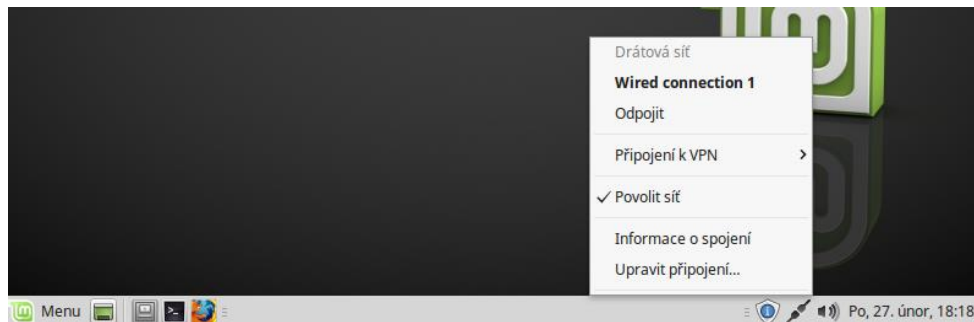 Drátová síť
Wired connection 1
Odpojit
Připojení k VPN
Povolit síť
Informace o spojení
Upravit připojení...
Menu
Po, 27. únor, 18:18